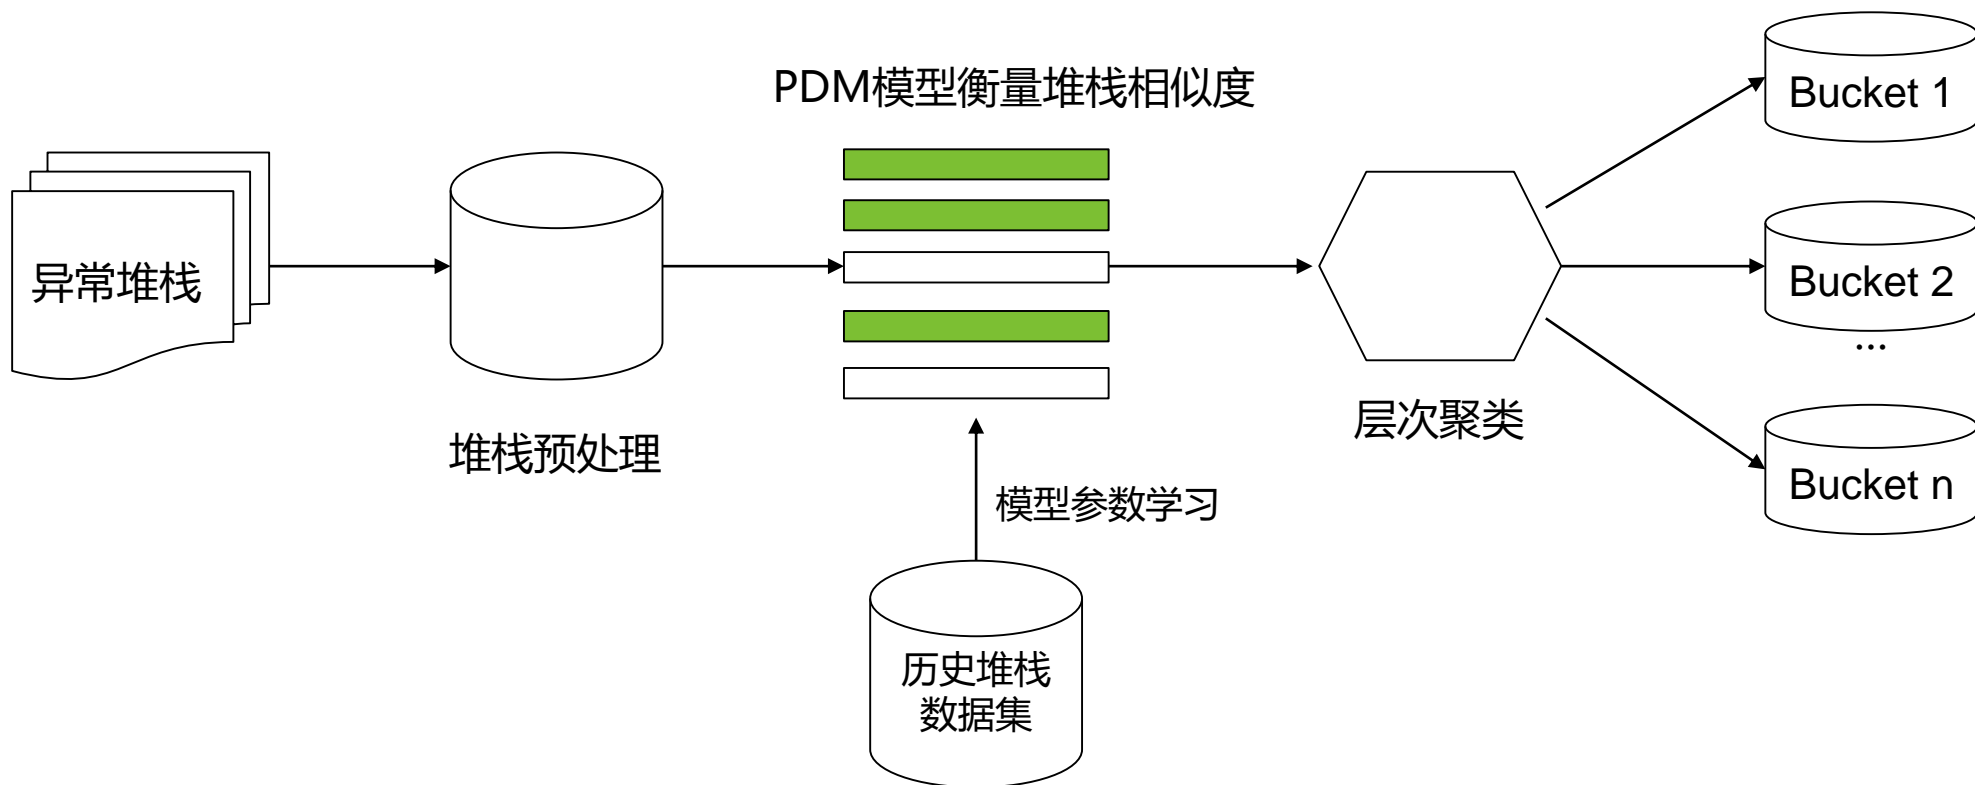 PDM模型衡量堆栈相似度
异常堆栈
堆栈预处理
模型参数学习
历史堆栈
数据集
层次聚类
Bucket 1
Bucket 2
...
Bucket n